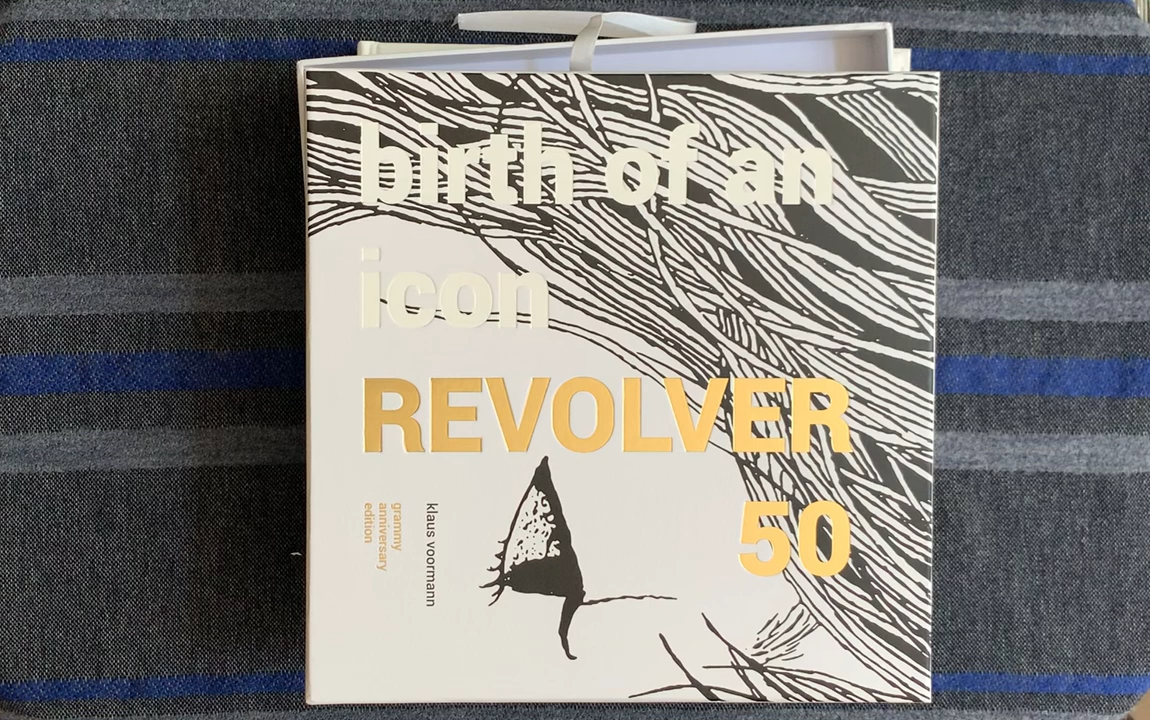 birth of an
icon
REVOLVER
50
klaus voormann
grammy
anniversary
edition